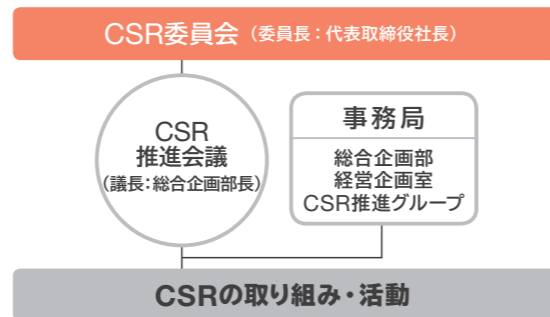 CSR委員会（委員長：代表取締役社長）
CSR
推進会議
（議長：総合企画部長）
事務局
総合企画部
経営企画室
CSR推進グループ
CSRの取り組み・活動